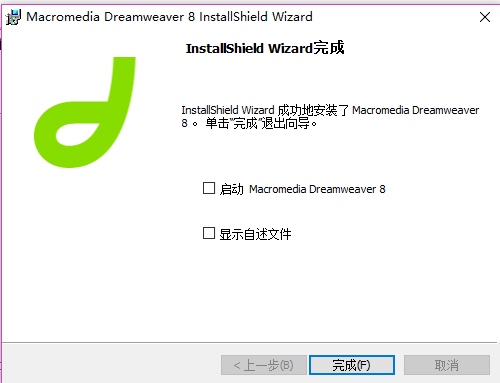 Macromedia Dreamweaver 8 InstallShield Wizard
InstallShield Wizard完成
InstallShield Wizard 成功地安装了 Macromedia Dreamweaver
8 。 单击“完成”退出向导。
启动 Macromedia Dreamweaver 8
显示自述文件
< 上一步(B)
完成(F)
取消